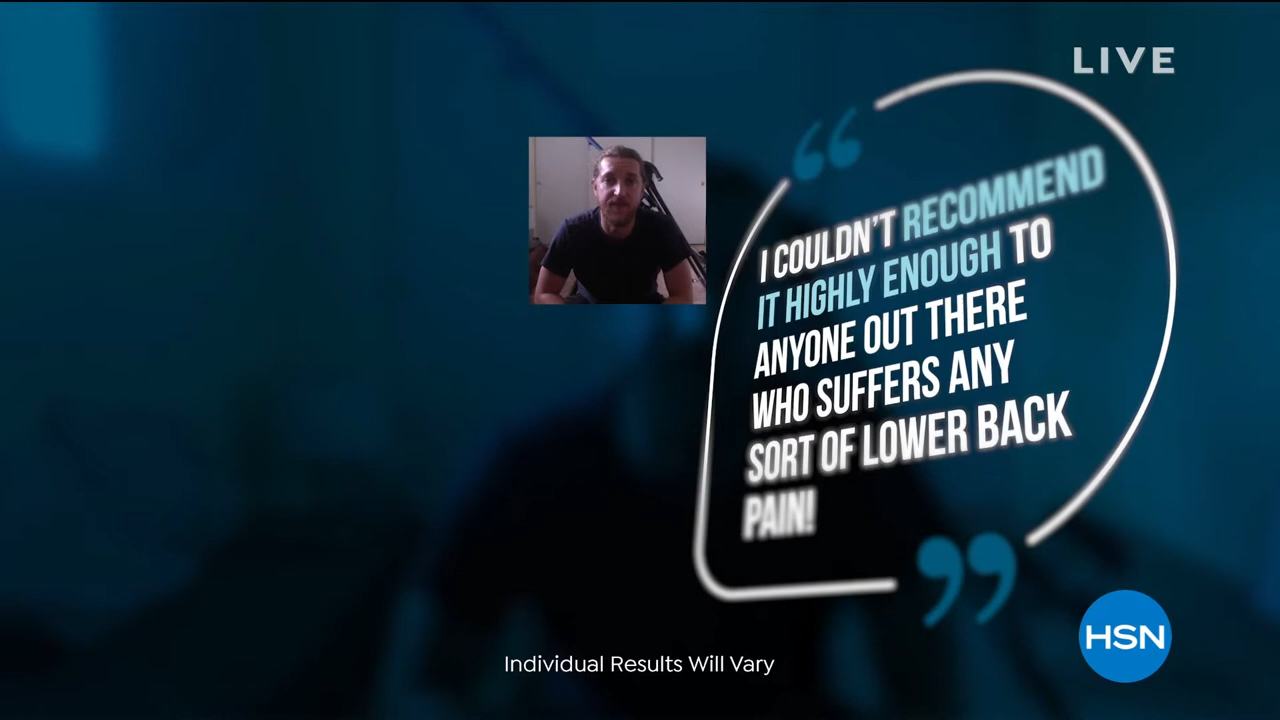 LIVE
“
I COULDN'T RECOMMEND
IT HIGHLY ENOUGH TO
ANYONE OUT THERE
WHO SUFFERS ANY
SORT OF LOWER BACK
PAIN!
”
Individual Results Will Vary
HSN